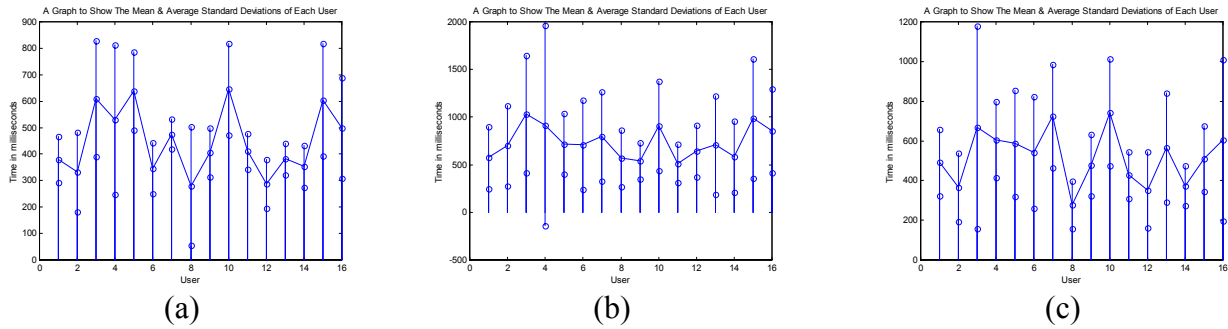 A Graph to Show The Mean & Average Standard Deviations of Each User
900
800
700
600
500
400
300
200
100
0
Time in milliseconds
0 2 4 6 8 10 12 14 16
User
(a)
A Graph to Show The Mean & Average Standard Deviations of Each User
2000
1500
1000
500
0
-500
Time in milliseconds
0 2 4 6 8 10 12 14 16
User
(b)
A Graph to Show The Mean & Average Standard Deviations of Each User
1200
1000
800
600
400
200
0
Time in milliseconds
0 2 4 6 8 10 12 14 16
User
(c)